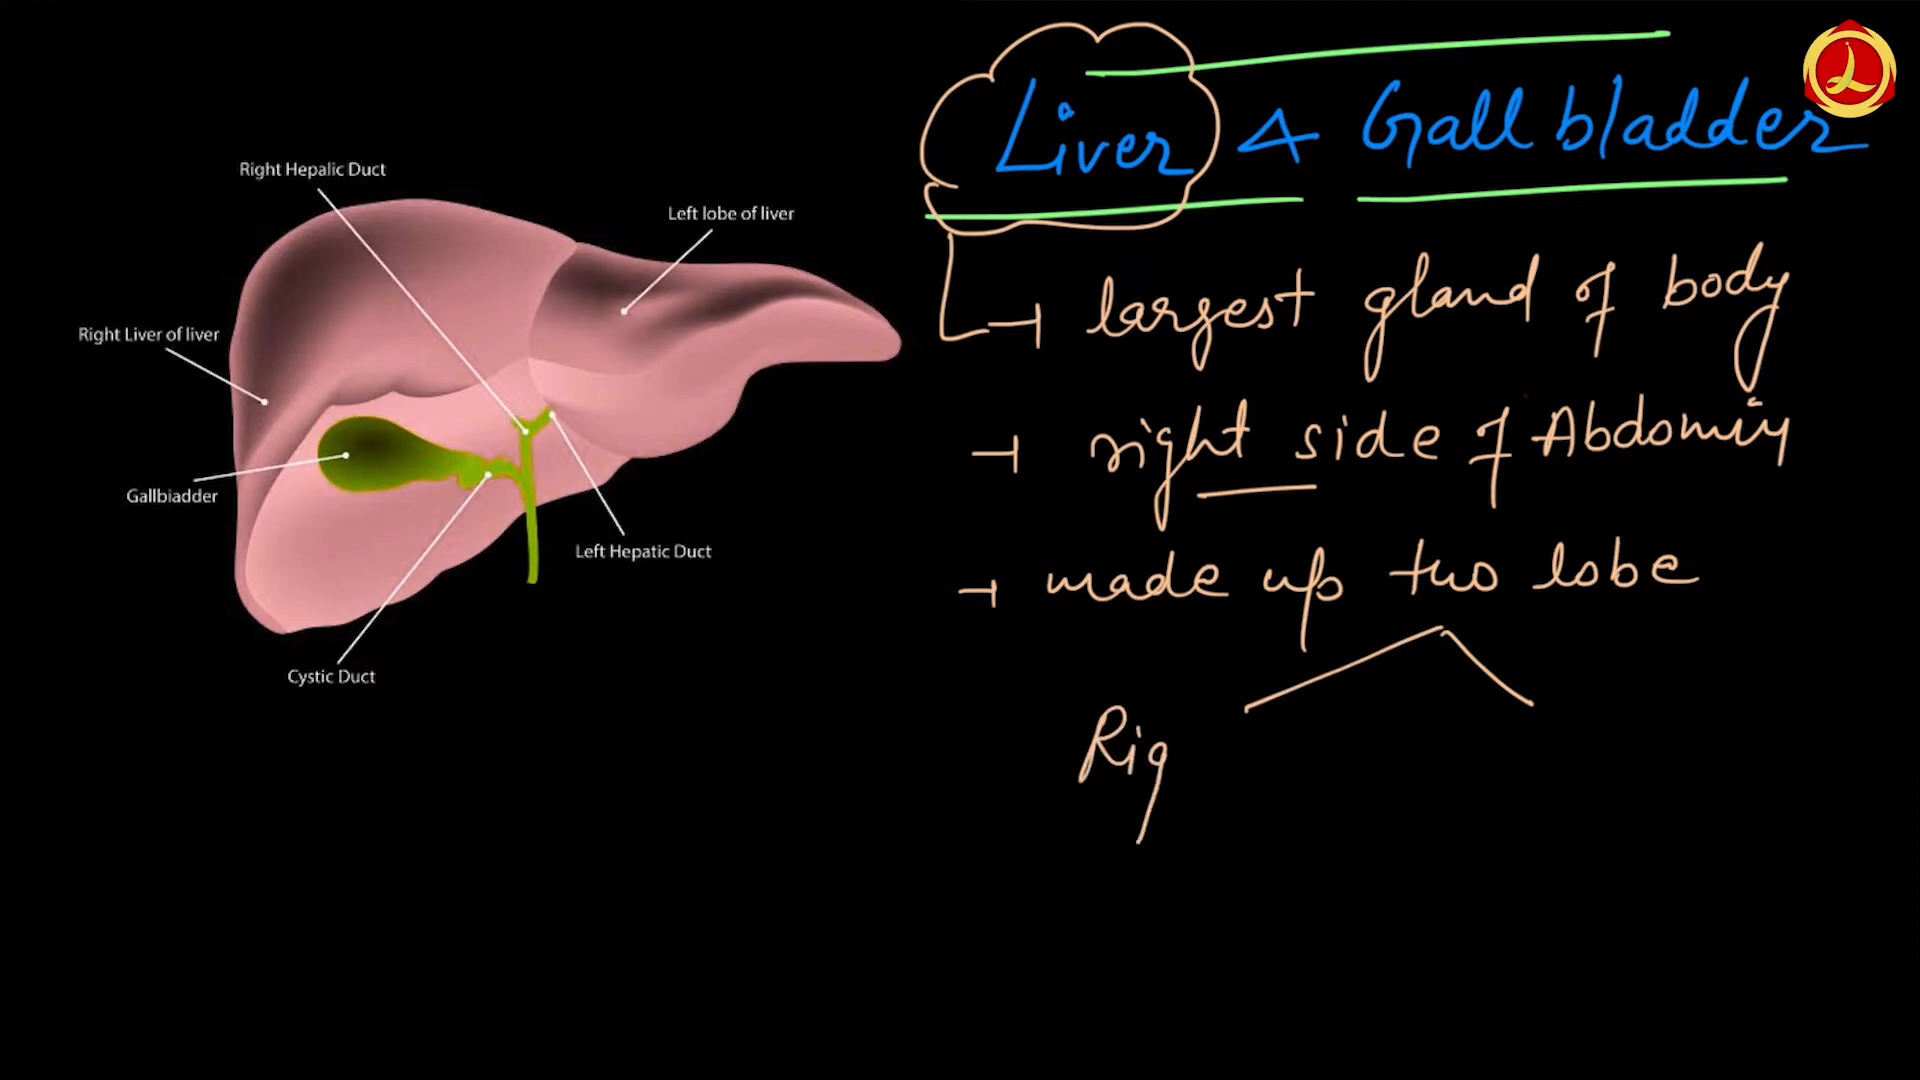 Liver & Gall bladder
→ largest gland of body
→ right side of Abdomin
→ made up two lobe
Rig
Right Hepalic Duct
Left lobe of liver
Right Liver of liver
Gallbiadder
Left Hepatic Duct
Cystic Duct